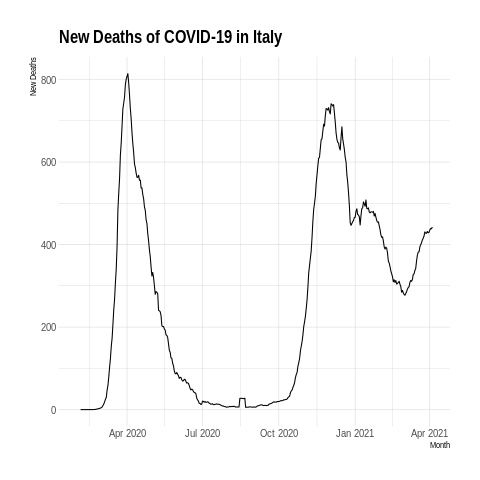 New Deaths of COVID-19 in Italy
New Deaths
800
600
400
200
0
Apr 2020 Jul 2020 Oct 2020 Jan 2021 Apr 2021
Month